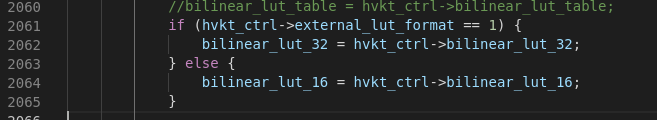 2060 //bilinear_lut_table = hvkt_ctrl->bilinear_lut_table;
2061 if (hvkt_ctrl->external_lut_format == 1) {
2062 bilinear_lut_32 = hvkt_ctrl->bilinear_lut_32;
2063 } else {
2064 bilinear_lut_16 = hvkt_ctrl->bilinear_lut_16;
2065 }
2066